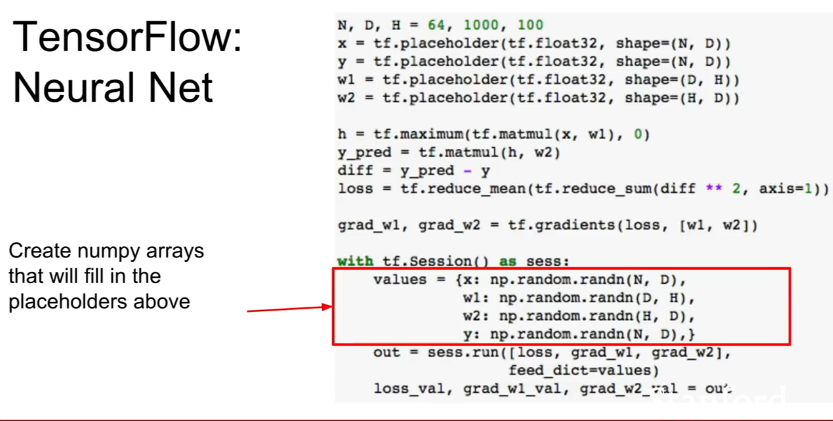 TensorFlow:
Neural Net
N, D, H = 64, 1000, 100
x = tf.placeholder(tf.float32, shape=(N, D))
y = tf.placeholder(tf.float32, shape=(N, D))
w1 = tf.placeholder(tf.float32, shape=(D, H))
w2 = tf.placeholder(tf.float32, shape=(H, D))
h = tf.maximum(tf.matmul(x, w1), 0)
y_pred = tf.matmul(h, w2)
diff = y_pred - y
loss = tf.reduce_mean(tf.reduce_sum(diff ** 2, axis=1))
grad_w1, grad_w2 = tf.gradients(loss, [w1, w2])
Create numpy arrays
that will fill in the
placeholders above
with tf.Session() as sess:
values = {x: np.random.randn(N, D),
w1: np.random.randn(D, H),
w2: np.random.randn(H, D),
y: np.random.randn(N, D),}
out = sess.run([loss, grad_w1, grad_w2],
feed_dict=values)
loss_val, grad_w1_val, grad_w2_val = out
Stanford